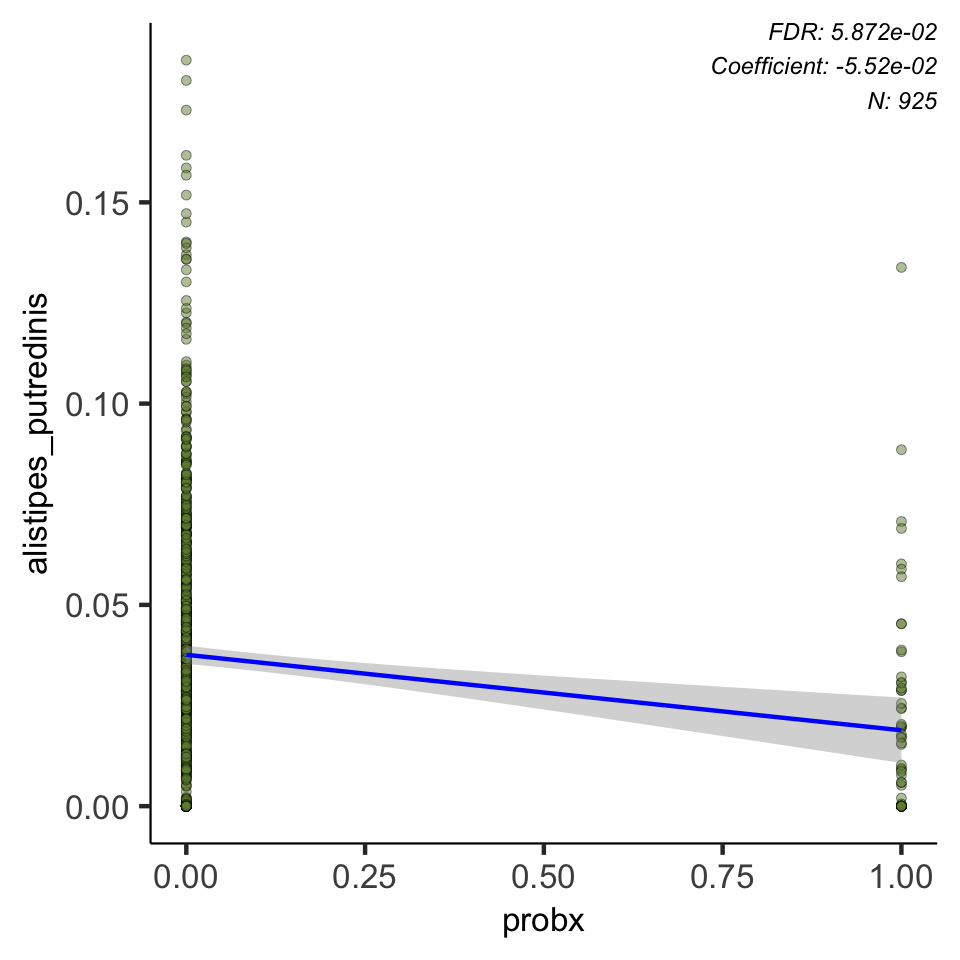 FDR: 5.872e-02
Coefficient: -5.52e-02
N: 925
0.15
0.10
0.05
0.00
alistipes_putredinis
0.00 0.25 0.50 0.75 1.00
probx